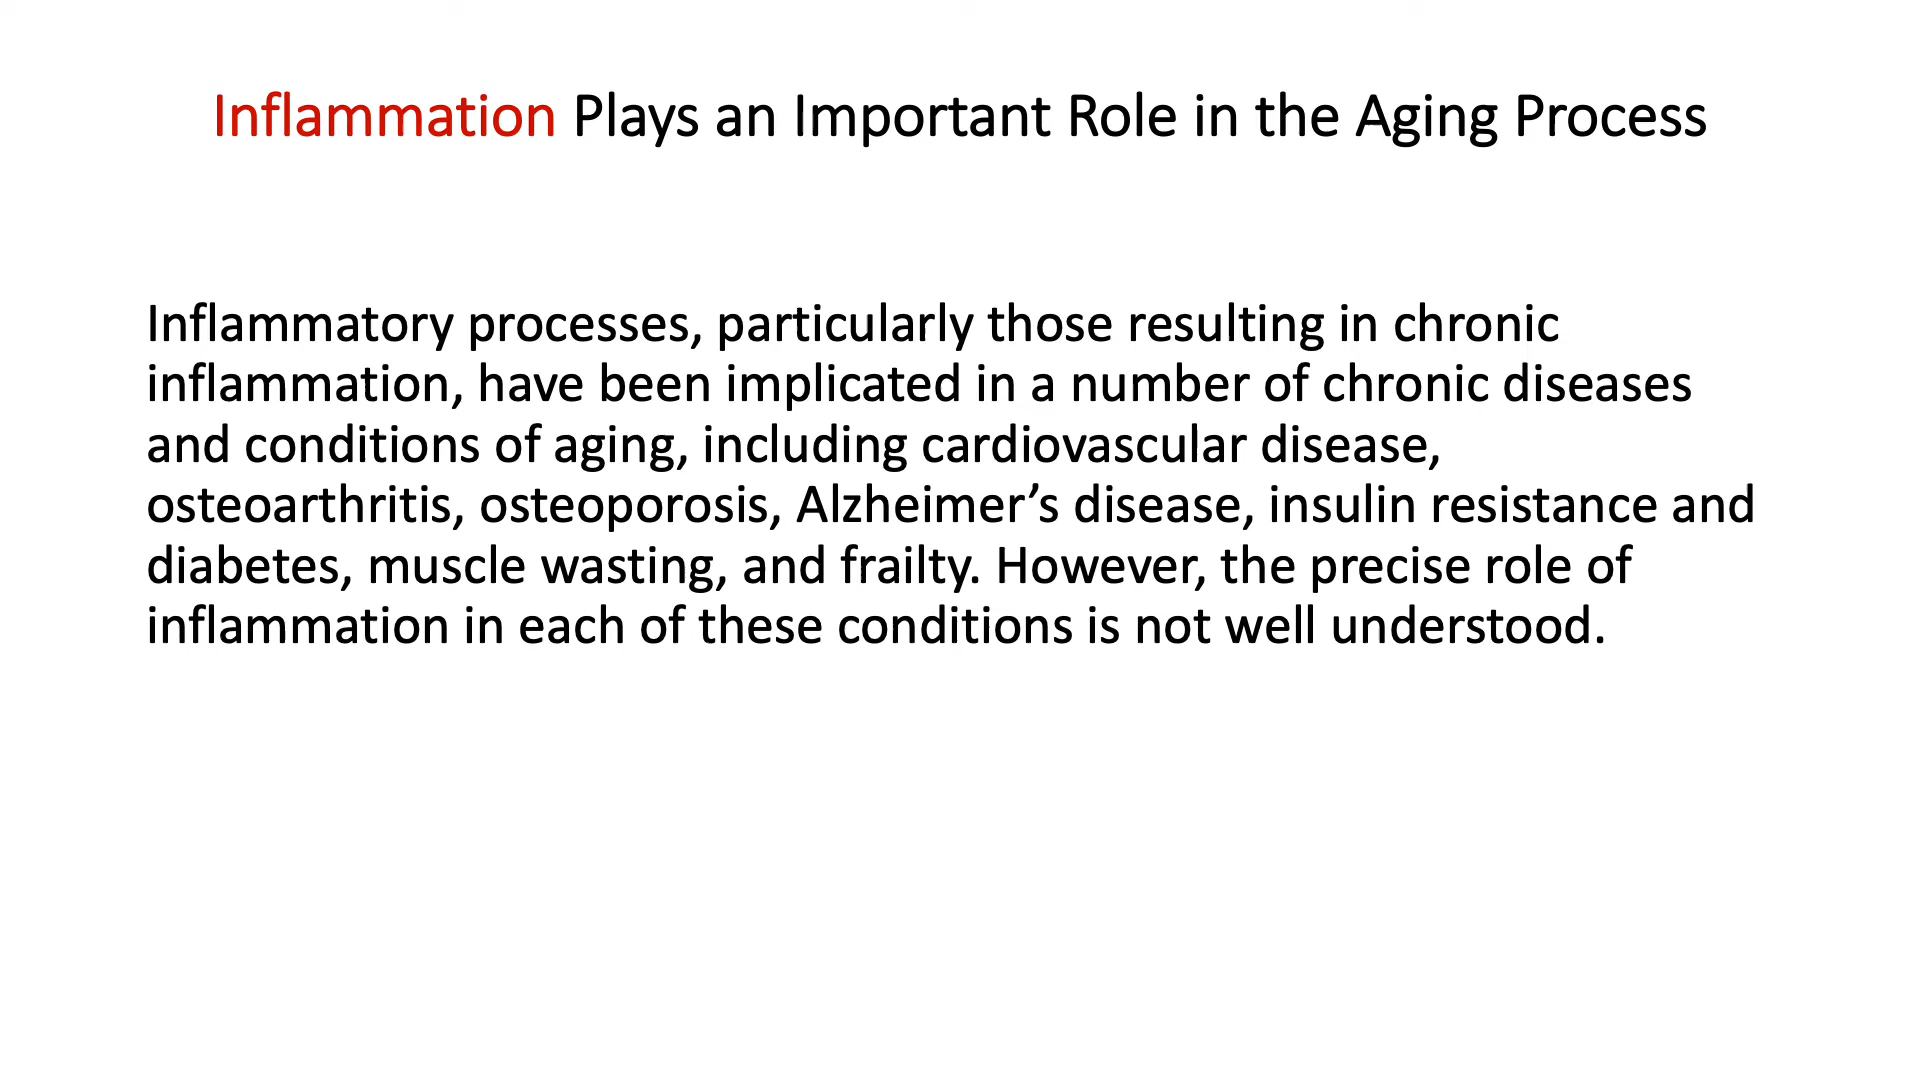 Inflammation Plays an Important Role in the Aging Process
Inflammatory processes, particularly those resulting in chronic
inflammation, have been implicated in a number of chronic diseases
and conditions of aging, including cardiovascular disease,
osteoarthritis, osteoporosis, Alzheimer’s disease, insulin resistance and
diabetes, muscle wasting, and frailty. However, the precise role of
inflammation in each of these conditions is not well understood.